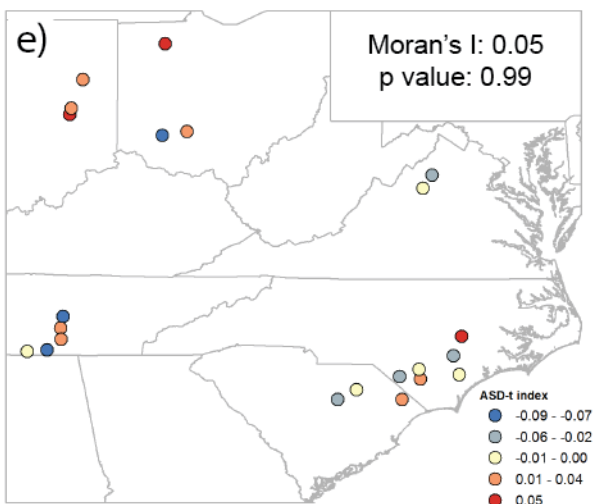 e)
Moran's I: 0.05
p value: 0.99
ASD-t index
-0.09 - -0.07
-0.06 - -0.02
-0.01 - 0.00
0.01 - 0.04
0.05